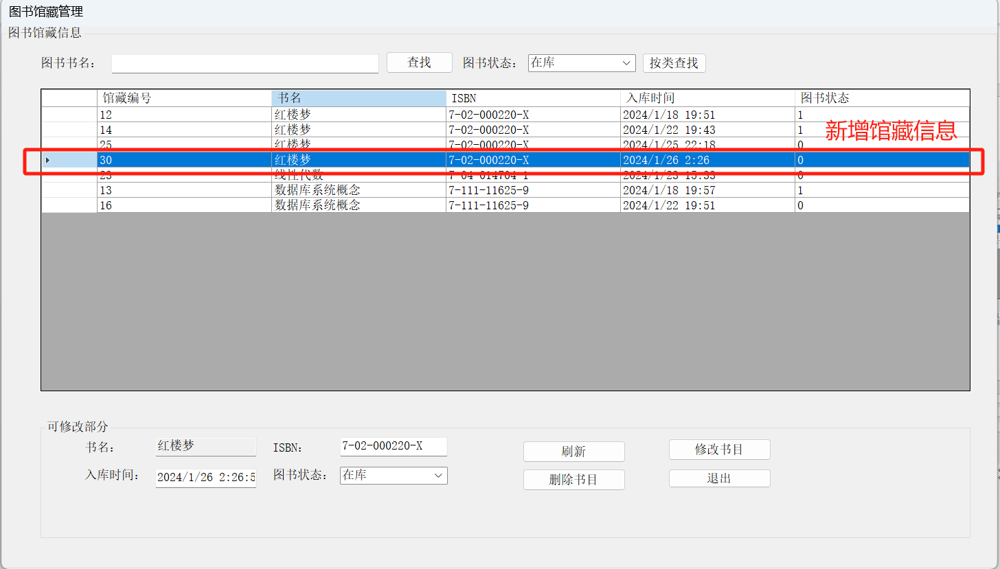 图书馆藏管理
图书馆藏信息
图书书名： 查找 图书状态： 在库 按类查找
馆藏编号 书名 ISBN 入库时间 图书状态
12 红楼梦 7-02-000220-X 2024/1/18 19:51 1
14 红楼梦 7-02-000220-X 2024/1/22 19:43 1
新增馆藏信息
25 红楼梦 7-02-000220-X 2024/1/25 22:18 0
30 红楼梦 7-02-000220-X 2024/1/26 2:26 0
23 线性代数 7-04-014704-1 2024/1/23 15:33 0
13 数据库系统概念 7-111-11625-9 2024/1/18 19:57 1
16 数据库系统概念 7-111-11625-9 2024/1/22 19:51 0
可修改部分
书名： 红楼梦 ISBN： 7-02-000220-X 刷新 修改书目
入库时间： 2024/1/26 2:26:5 图书状态： 在库 删除书目 退出